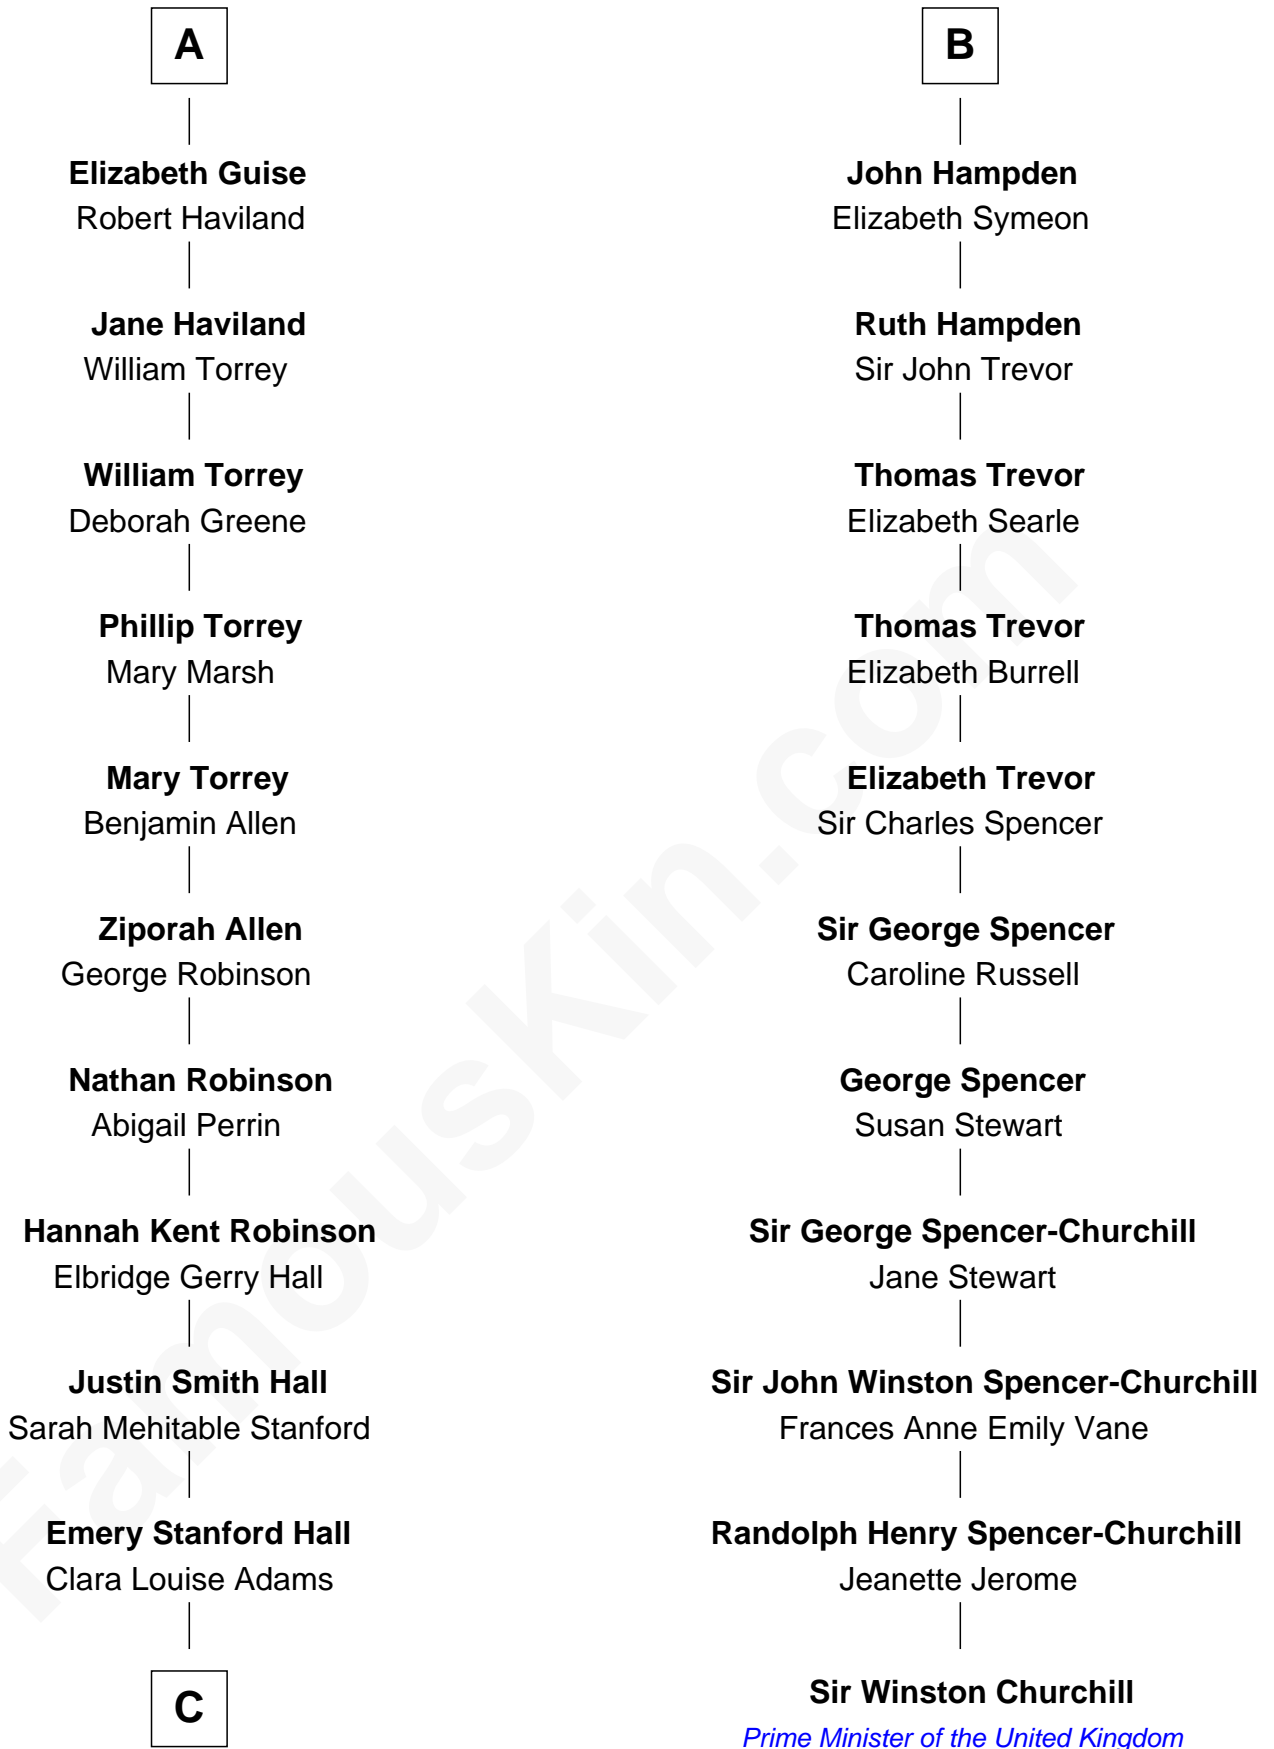 A
Elizabeth Guise
Robert Haviland
Jane Haviland
William Torrey
William Torrey
Deborah Greene
Phillip Torrey
Mary Marsh
Mary Torrey
Benjamin Allen
Ziporah Allen
George Robinson
Nathan Robinson
Abigail Perrin
Hannah Kent Robinson
Elbridge Gerry Hall
Justin Smith Hall
Sarah Mehitable Stanford
Emery Stanford Hall
Clara Louise Adams
C
B
John Hampden
Elizabeth Symeon
Ruth Hampden
Sir John Trevor
Thomas Trevor
Elizabeth Searle
Thomas Trevor
Elizabeth Burrell
Elizabeth Trevor
Sir Charles Spencer
Sir George Spencer
Caroline Russell
George Spencer
Susan Stewart
Sir George Spencer-Churchill
Jane Stewart
Sir John Winston Spencer-Churchill
Frances Anne Emily Vane
Randolph Henry Spencer-Churchill
Jeanette Jerome
Sir Winston Churchill
Prime Minister of the United Kingdom
FamousKin.com